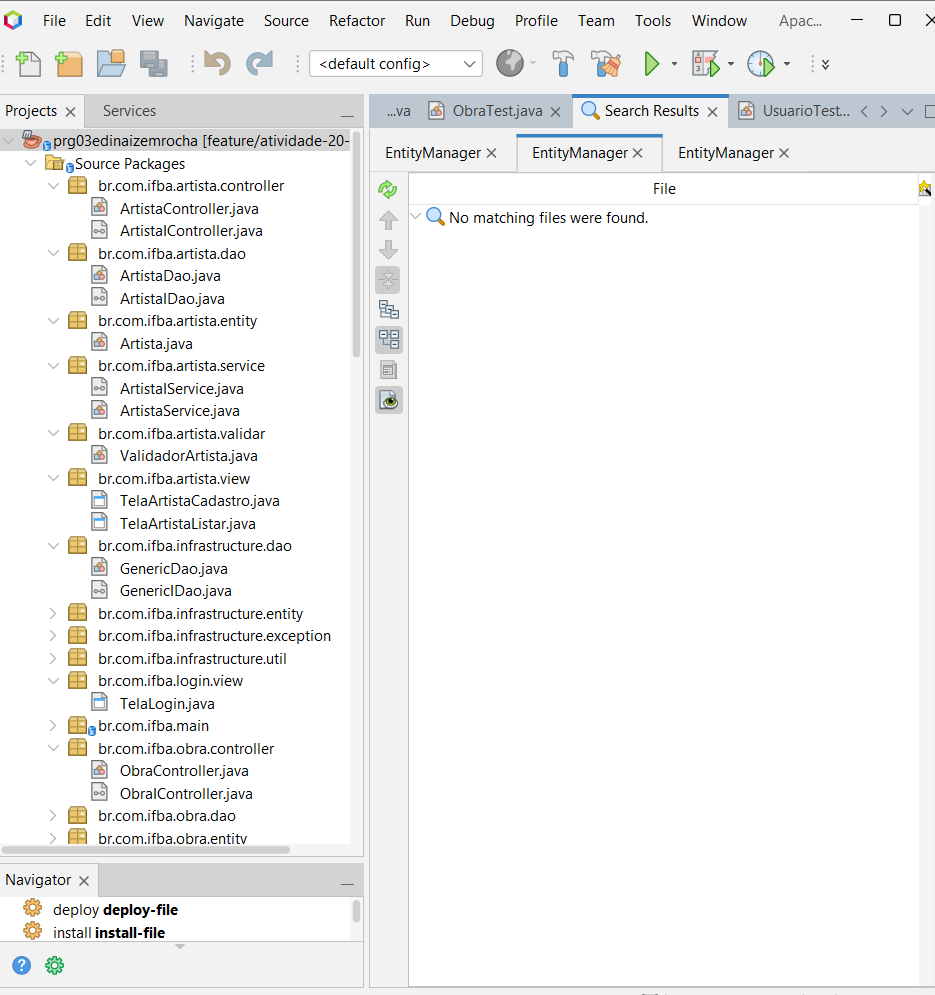 File Edit View Navigate Source Refactor Run Debug Profile Team Tools Window Apac...
<default config>
Projects Services
...va ObraTest.java Search Results UsuarioTest...
prg03edinaizemrocha [feature/atividade-20-
Source Packages
br.com.ifba.artista.controller
ArtistaController.java
ArtistaIController.java
br.com.ifba.artista.dao
ArtistaDao.java
ArtistaIDao.java
br.com.ifba.artista.entity
Artista.java
br.com.ifba.artista.service
ArtistaIService.java
ArtistaService.java
br.com.ifba.artista.validar
ValidadorArtista.java
br.com.ifba.artista.view
TelaArtistaCadastro.java
TelaArtistaListar.java
br.com.ifba.infrastructure.dao
GenericDao.java
GenericIDao.java
br.com.ifba.infrastructure.entity
br.com.ifba.infrastructure.exception
br.com.ifba.infrastructure.util
br.com.ifba.login.view
TelaLogin.java
br.com.ifba.main
br.com.ifba.obra.controller
ObraController.java
ObraIController.java
br.com.ifba.obra.dao
br.com.ifba.obra.entity
Navigator
deploy deploy-file
install install-file
EntityManager EntityManager EntityManager
File
No matching files were found.